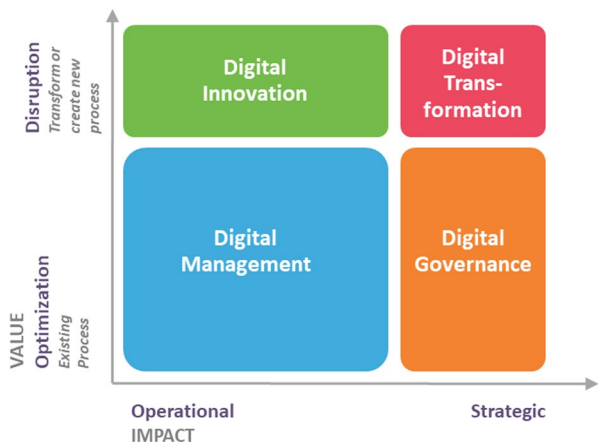 Disruption
Transform or
create new
process
Digital
Innovation
Digital
Trans-
formation
VALUE
Optimization
Existing
Process
Digital
Management
Digital
Governance
Operational
Strategic
IMPACT